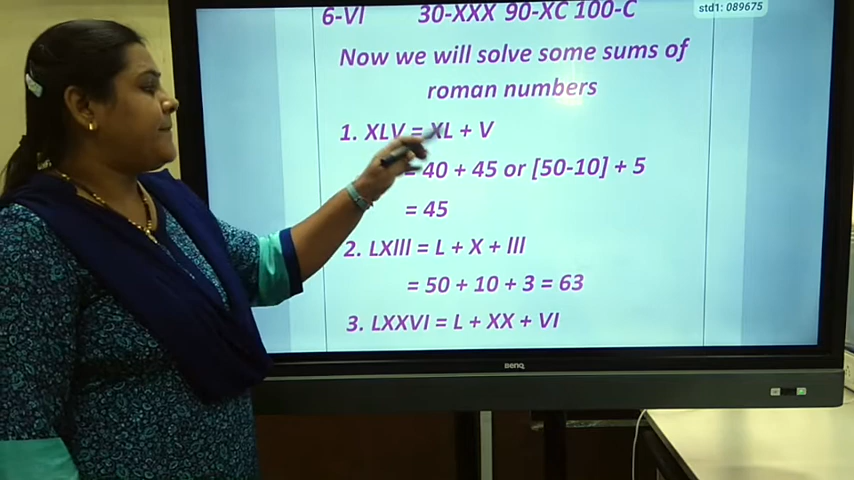 6-VI 30-XXX 90-XC 100-C
std1: 089675
Now we will solve some sums of
roman numbers
1. XLV = XL + V
= 40 + 45 or [50-10] + 5
= 45
2. LXIII = L + X + III
= 50 + 10 + 3 = 63
3. LXXVI = L + XX + VI
BenQ